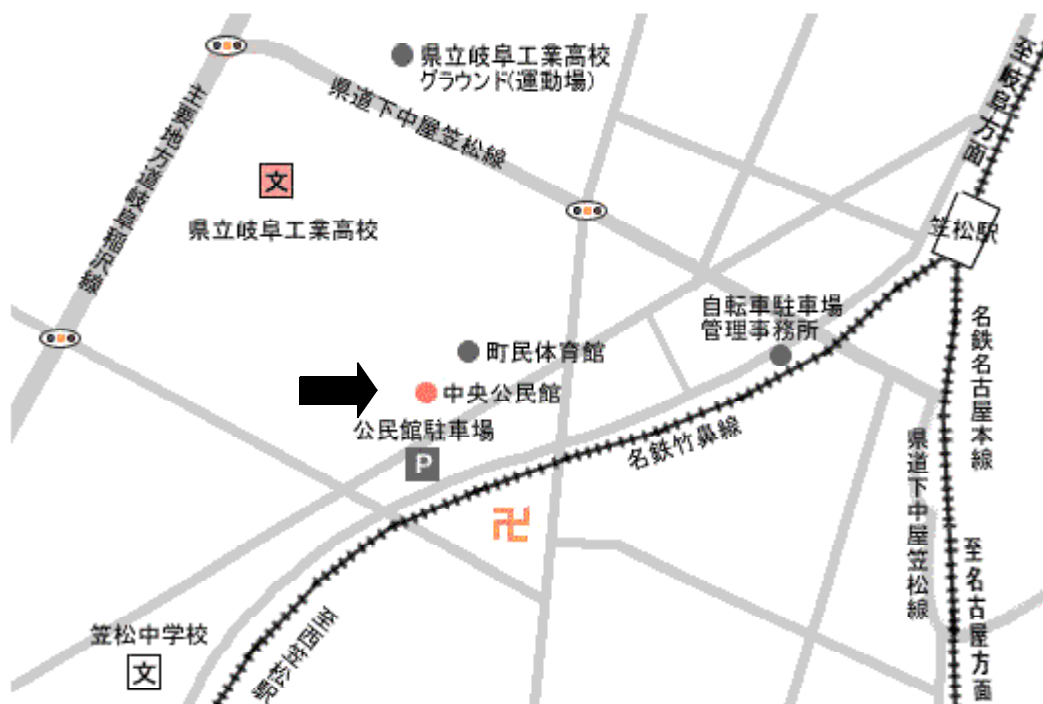 県立岐阜工業高校
グラウンド(運動場)
至岐阜方面
主要地方道岐阜稲沢線
県道下中屋笠松線
文
県立岐阜工業高校
笠松駅
自転車駐車場
管理事務所
町民体育館
中央公民館
公民館駐車場
P
名鉄竹鼻線
名鉄名古屋本線
県道下中屋笠松線
卍
至名古屋方面
笠松中学校
文
至西笠松駅